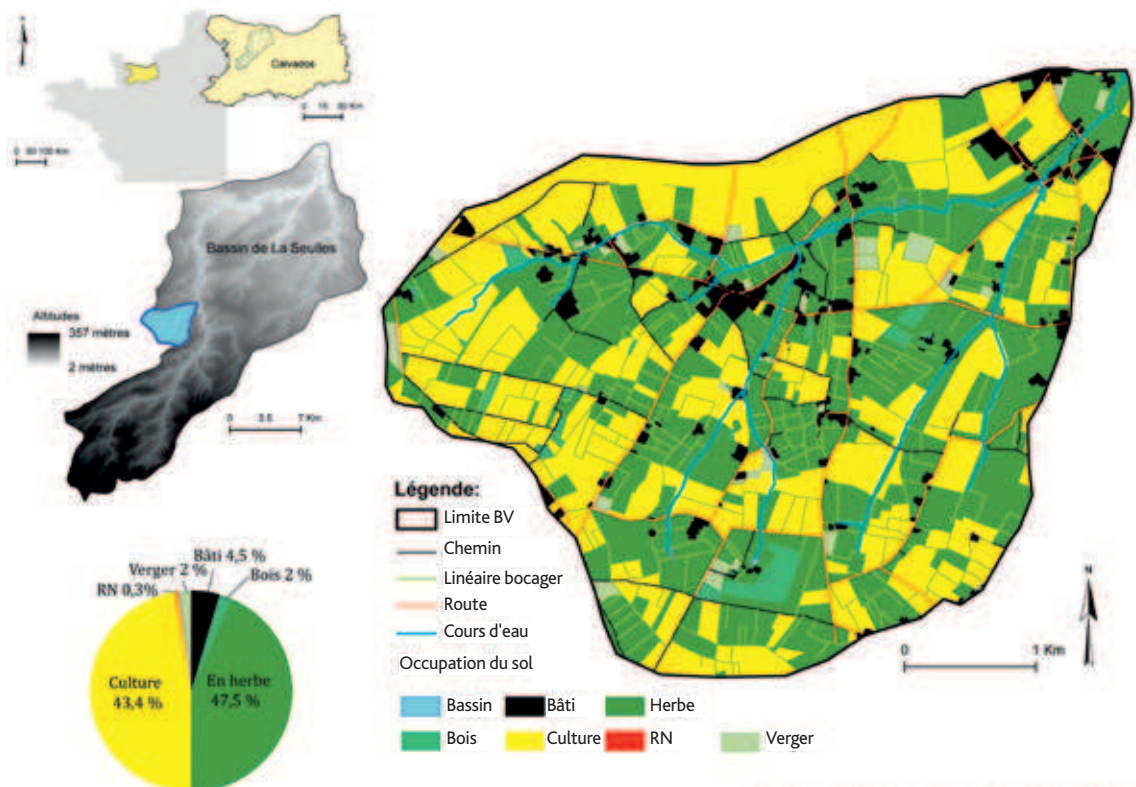 N
Calvados
0 15 30 Km
0 50 100 Km
Bassin de La Seulles
Altitudes
357 mètres
2 mètres
0 3.5 7 Km
Légende:
Limite BV
Chemin
Linéaire bocager
Route
Cours d'eau
Occupation du sol
Bassin
Bâti
Herbe
Bois
Culture
RN
Verger
N
0 1 Km
Bâti 4,5 %
Verger 2 %
Bois 2 %
RN 0,3%
Culture
43,4 %
En herbe
47,5 %